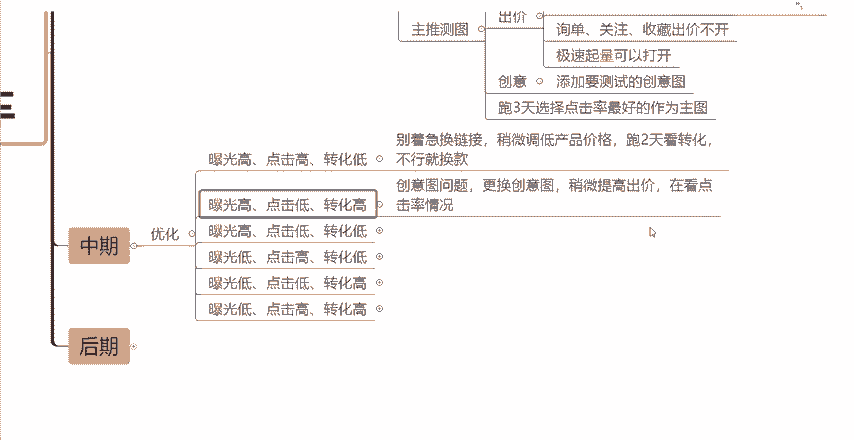 出价
主推测图
询单、关注、收藏出价不开
极速起量可以打开
创意
添加要测试的创意图
跑3天选择点击率最好的作为主图
别着急换链接，稍微调低产品价格，跑2天看转化，
不行就换款
曝光高、点击高、转化低
创意图问题，更换创意图，稍微提高出价，在看点
击率情况
曝光高、点击低、转化高
曝光高、点击低、转化低
中期
优化
曝光低、点击高、转化低
曝光低、点击低、转化高
曝光低、点击高、转化高
后期